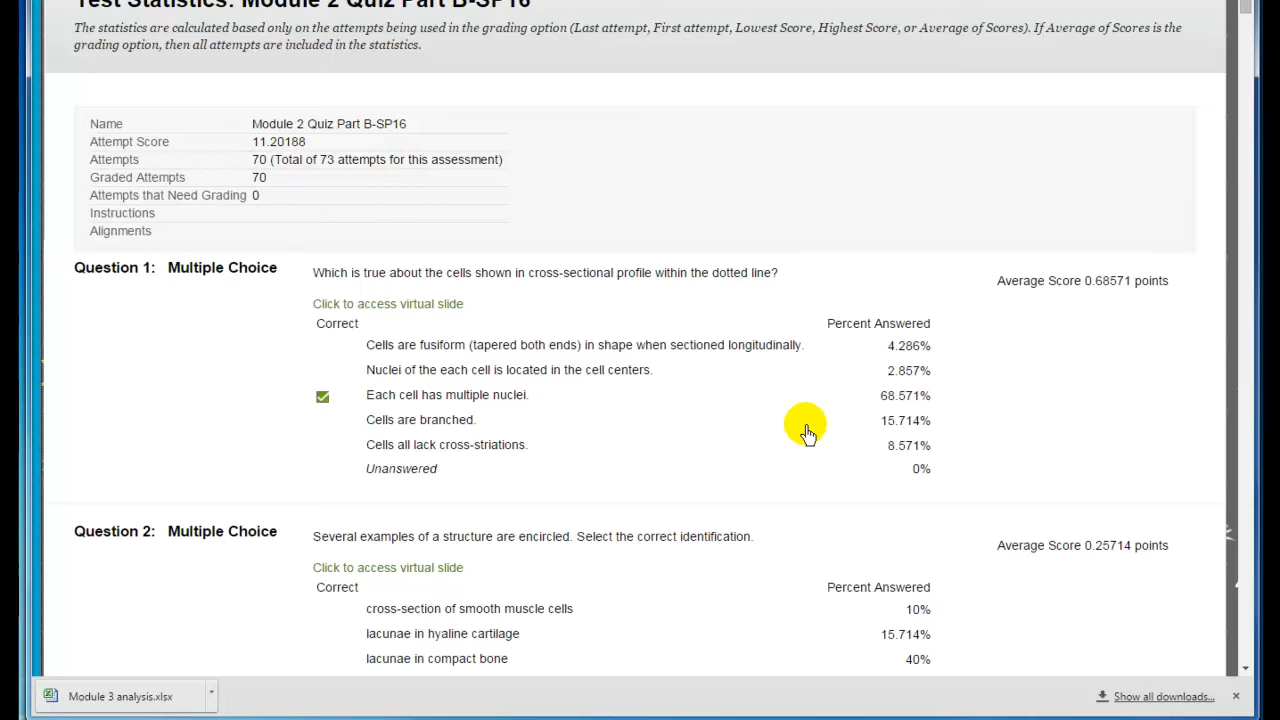 Test Statistics: Module 2 Quiz Part B-SP16
The statistics are calculated based only on the attempts being used in the grading option (Last attempt, First attempt, Lowest Score, Highest Score, or Average of Scores). If Average of Scores is the
grading option, then all attempts are included in the statistics.
Name Module 2 Quiz Part B-SP16
Attempt Score 11.20188
Attempts 70 (Total of 73 attempts for this assessment)
Graded Attempts 70
Attempts that Need Grading 0
Instructions
Alignments
Question 1: Multiple Choice Which is true about the cells shown in cross-sectional profile within the dotted line? Average Score 0.68571 points
Click to access virtual slide
Correct Percent Answered
Cells are fusiform (tapered both ends) in shape when sectioned longitudinally. 4.286%
Nuclei of the each cell is located in the cell centers. 2.857%
Each cell has multiple nuclei. 68.571%
Cells are branched. 15.714%
Cells all lack cross-striations. 8.571%
Unanswered 0%
Question 2: Multiple Choice Several examples of a structure are encircled. Select the correct identification. Average Score 0.25714 points
Click to access virtual slide
Correct Percent Answered
cross-section of smooth muscle cells 10%
lacunae in hyaline cartilage 15.714%
lacunae in compact bone 40%
Module 3 analysis.xlsx Show all downloads...